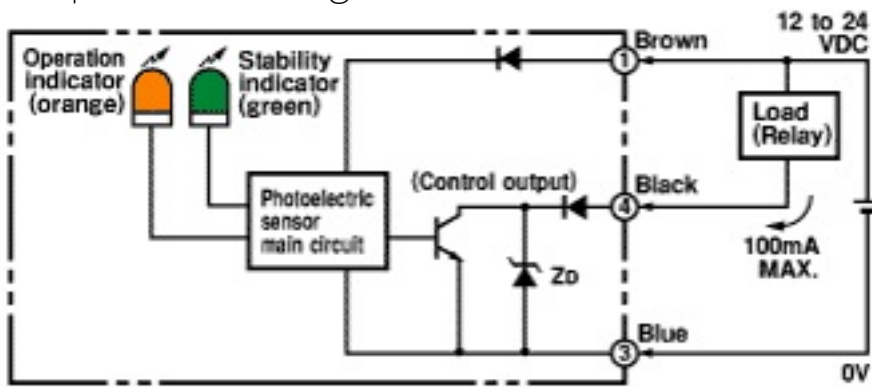 12 to 24
VDC
Brown
1
Operation
indicator
(orange)
Stability
indicator
(green)
Load
(Relay)
Photoelectric
sensor
main circuit
(Control output)
Black
4
100mA
MAX.
ZD
Blue
3
0V